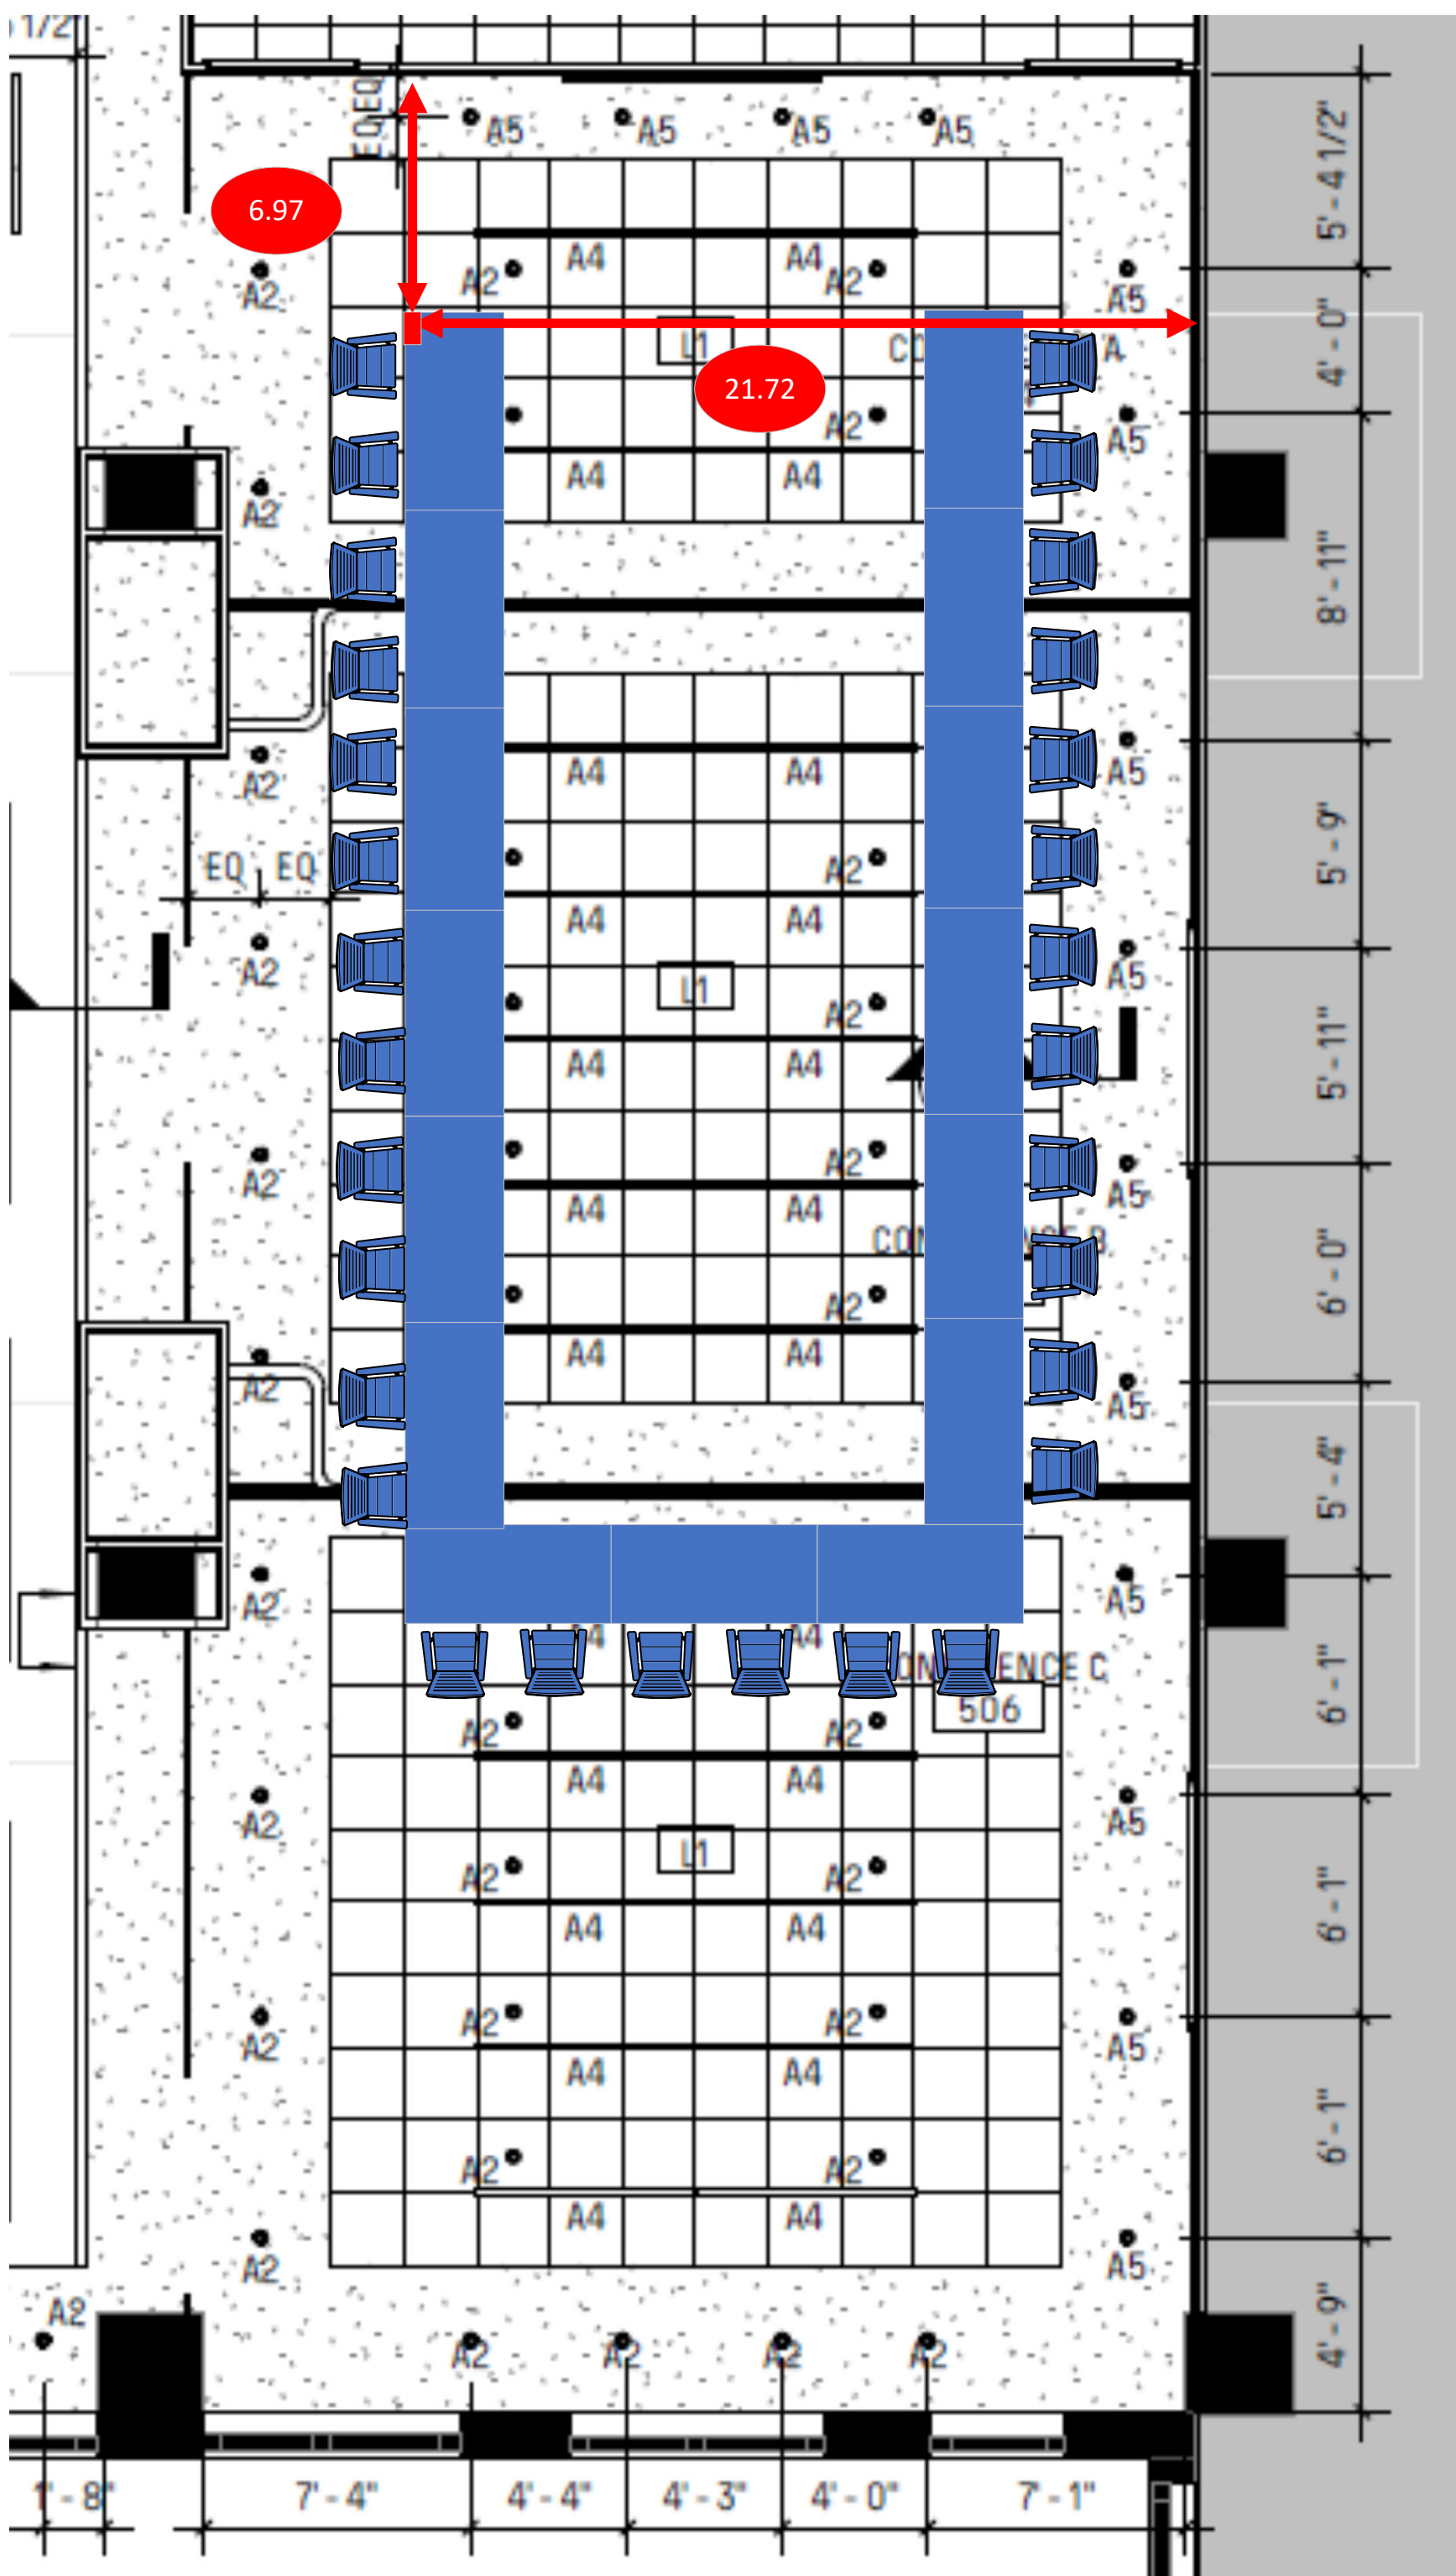 1/2"
EQ EQ
A5 A5 A5 A5
5' - 4 1/2"
6.97
A4 A4
A2 A2 A2 A5
4' - 0"
L1
A
21.72
A2 A5
A4 A4
A2
8' - 11"
A2 A4 A4 A5
5' - 9"
EQ EQ
A2
A4 A4
A2 A5
L1
A2
5' - 11"
A4 A4
A2
A2 A5
A4 A4
B
6' - 0"
A2
A4 A4
A2 A5
5' - 4"
A2 A5
ENCE C
506
6' - 1"
A2 A2
A4 A4
A2 A5
L1
A2 A2
6' - 1"
A4 A4
A2 A2
A2 A5
A4 A4
6' - 1"
A2 A2
A4 A4
A2 A5
A2
4' - 9"
A2 A2 A2 A2
1' - 8" 7' - 4" 4' - 4" 4' - 3" 4' - 0" 7' - 1"